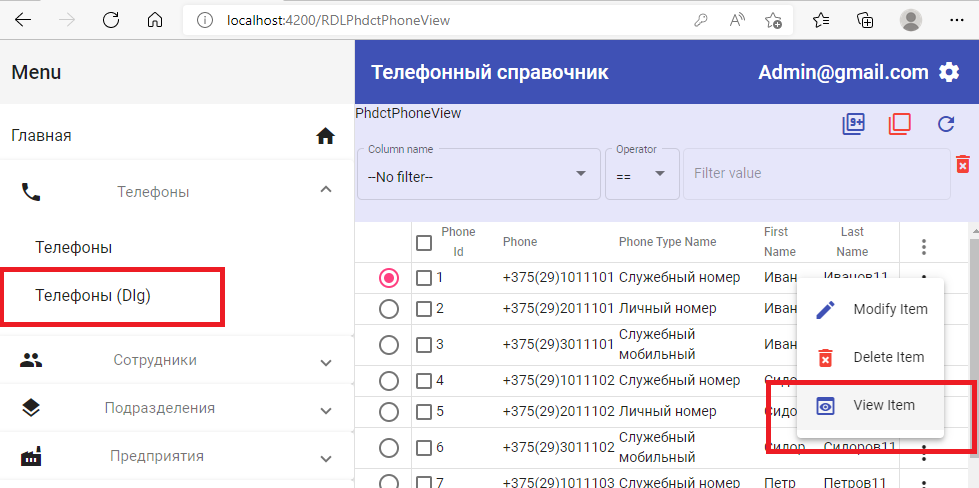 localhost:4200/RDLPhdctPhoneView
Menu
Главная
Телефоны
Телефоны
Телефоны (Dlg)
Сотрудники
Подразделения
Предприятия
Телефонный справочник Admin@gmail.com
PhdctPhoneView
9+
Column name Operator
--No filter-- == Filter value
Phone Id Phone Phone Type Name First Name Last Name
1 +375(29)1011101 Служебный номер Иван Иванов11
2 +375(29)2011101 Личный номер Иван
3 +375(29)3011101 Служебный мобильный Иван
4 +375(29)1011102 Служебный номер Сидо
5 +375(29)2011102 Личный номер Сидо
6 +375(29)3011102 Служебный мобильный Сидор Сидоров11
7 +375(29)1011103 Служебный номер Петр Петров11
Modify Item
Delete Item
View Item